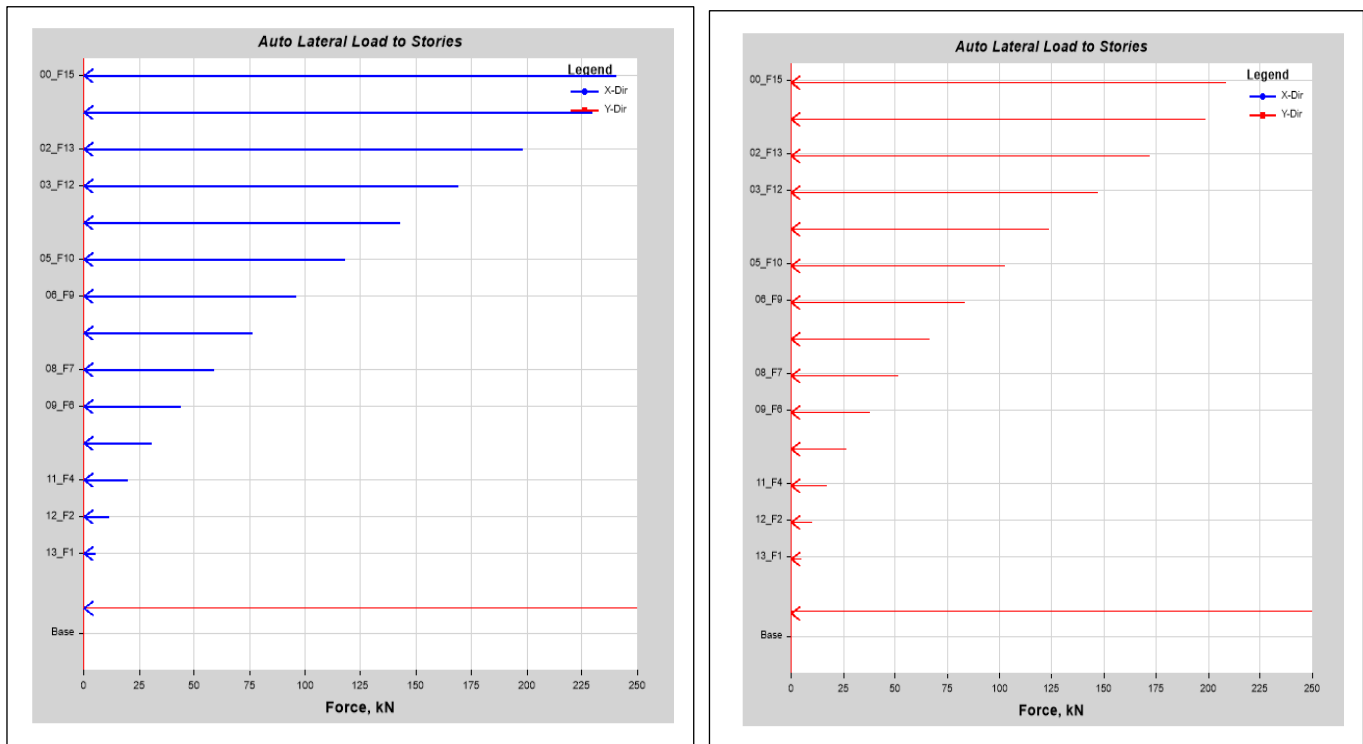 Auto Lateral Load to Stories
Legend
X-Dir
Y-Dir
00_F15
02_F13
03_F12
05_F10
06_F9
08_F7
09_F6
11_F4
12_F2
13_F1
Base
0 25 50 75 100 125 150 175 200 225 250
Force, kN
Auto Lateral Load to Stories
Legend
X-Dir
Y-Dir
00_F15
02_F13
03_F12
05_F10
06_F9
08_F7
09_F6
11_F4
12_F2
13_F1
Base
0 25 50 75 100 125 150 175 200 225 250
Force, kN